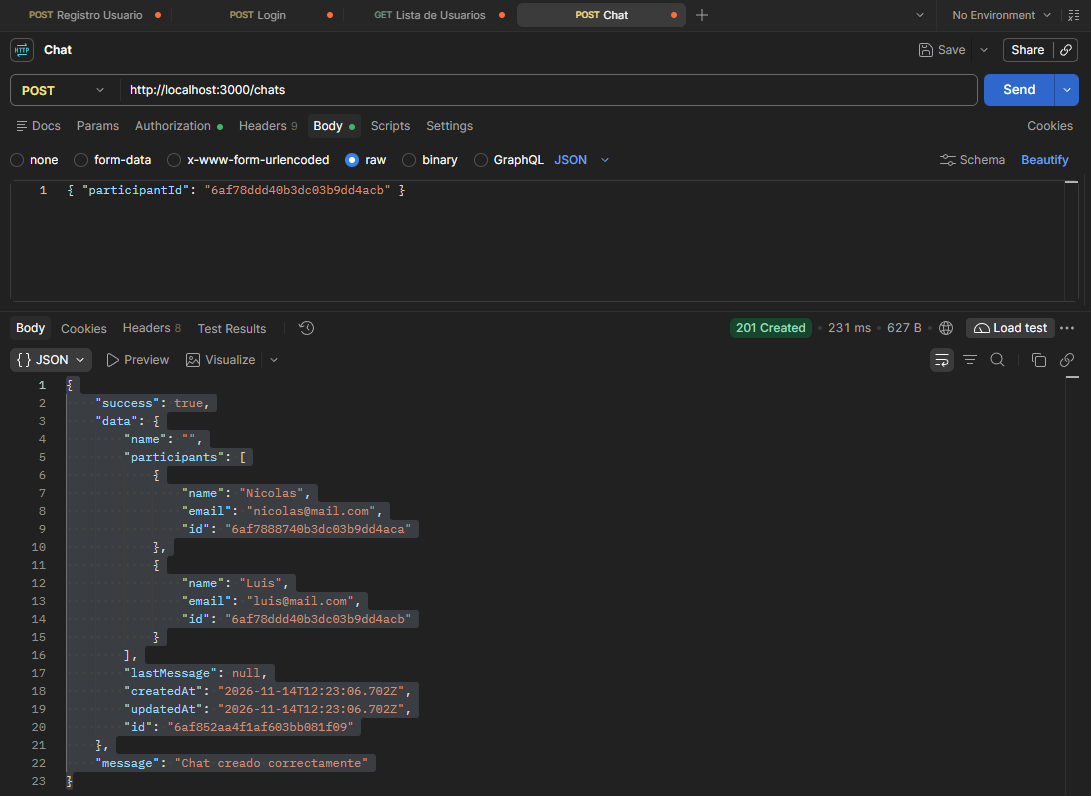 POST Registro Usuario POST Login GET Lista de Usuarios POST Chat No Environment
HTTP Chat Save Share
POST http://localhost:3000/chats Send
Docs Params Authorization Headers 9 Body Scripts Settings Cookies
none form-data x-www-form-urlencoded raw binary GraphQL JSON Schema Beautify
1 { "participantId": "6af78ddd40b3dc03b9dd4acb" }
Body Cookies Headers 8 Test Results 201 Created 231 ms 627 B Load test
{} JSON Preview Visualize
1 {
2 "success": true,
3 "data": {
4 "name": "",
5 "participants": [
6 {
7 "name": "Nicolas",
8 "email": "nicolas@mail.com",
9 "id": "6af7888740b3dc03b9dd4aca"
10 },
11 {
12 "name": "Luis",
13 "email": "luis@mail.com",
14 "id": "6af78ddd40b3dc03b9dd4acb"
15 }
16 ],
17 "lastMessage": null,
18 "createdAt": "2026-11-14T12:23:06.702Z",
19 "updatedAt": "2026-11-14T12:23:06.702Z",
20 "id": "6af852aa4f1af603bb081f09"
21 },
22 "message": "Chat creado correctamente"
23 }